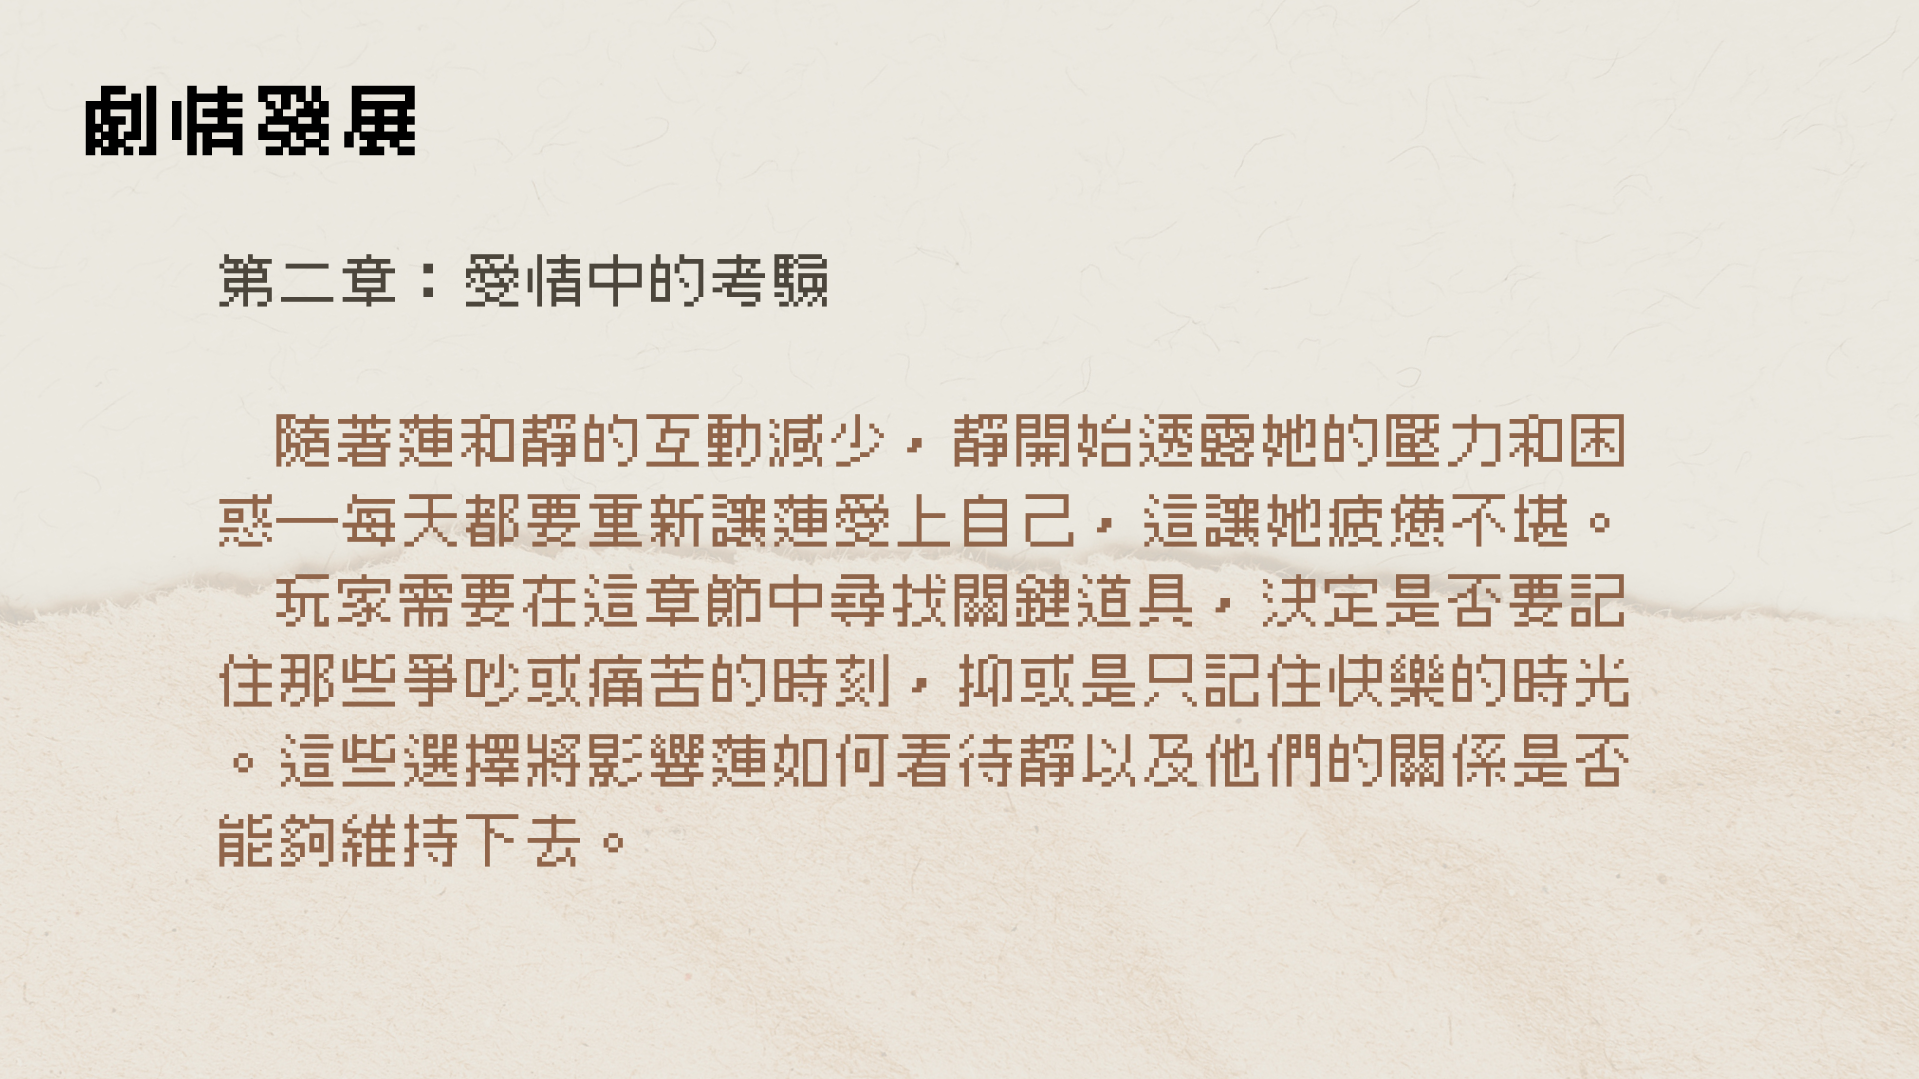 劇情發展
第二章：愛情中的考驗
隨著蓮和靜的互動減少，靜開始透露她的壓力和困
惑—每天都要重新讓蓮愛上自己，這讓她疲憊不堪。
玩家需要在這章節中尋找關鍵道具，決定是否要記
住那些爭吵或痛苦的時刻，抑或是只記住快樂的時光
。這些選擇將影響蓮如何看待靜以及他們的關係是否
能夠維持下去。